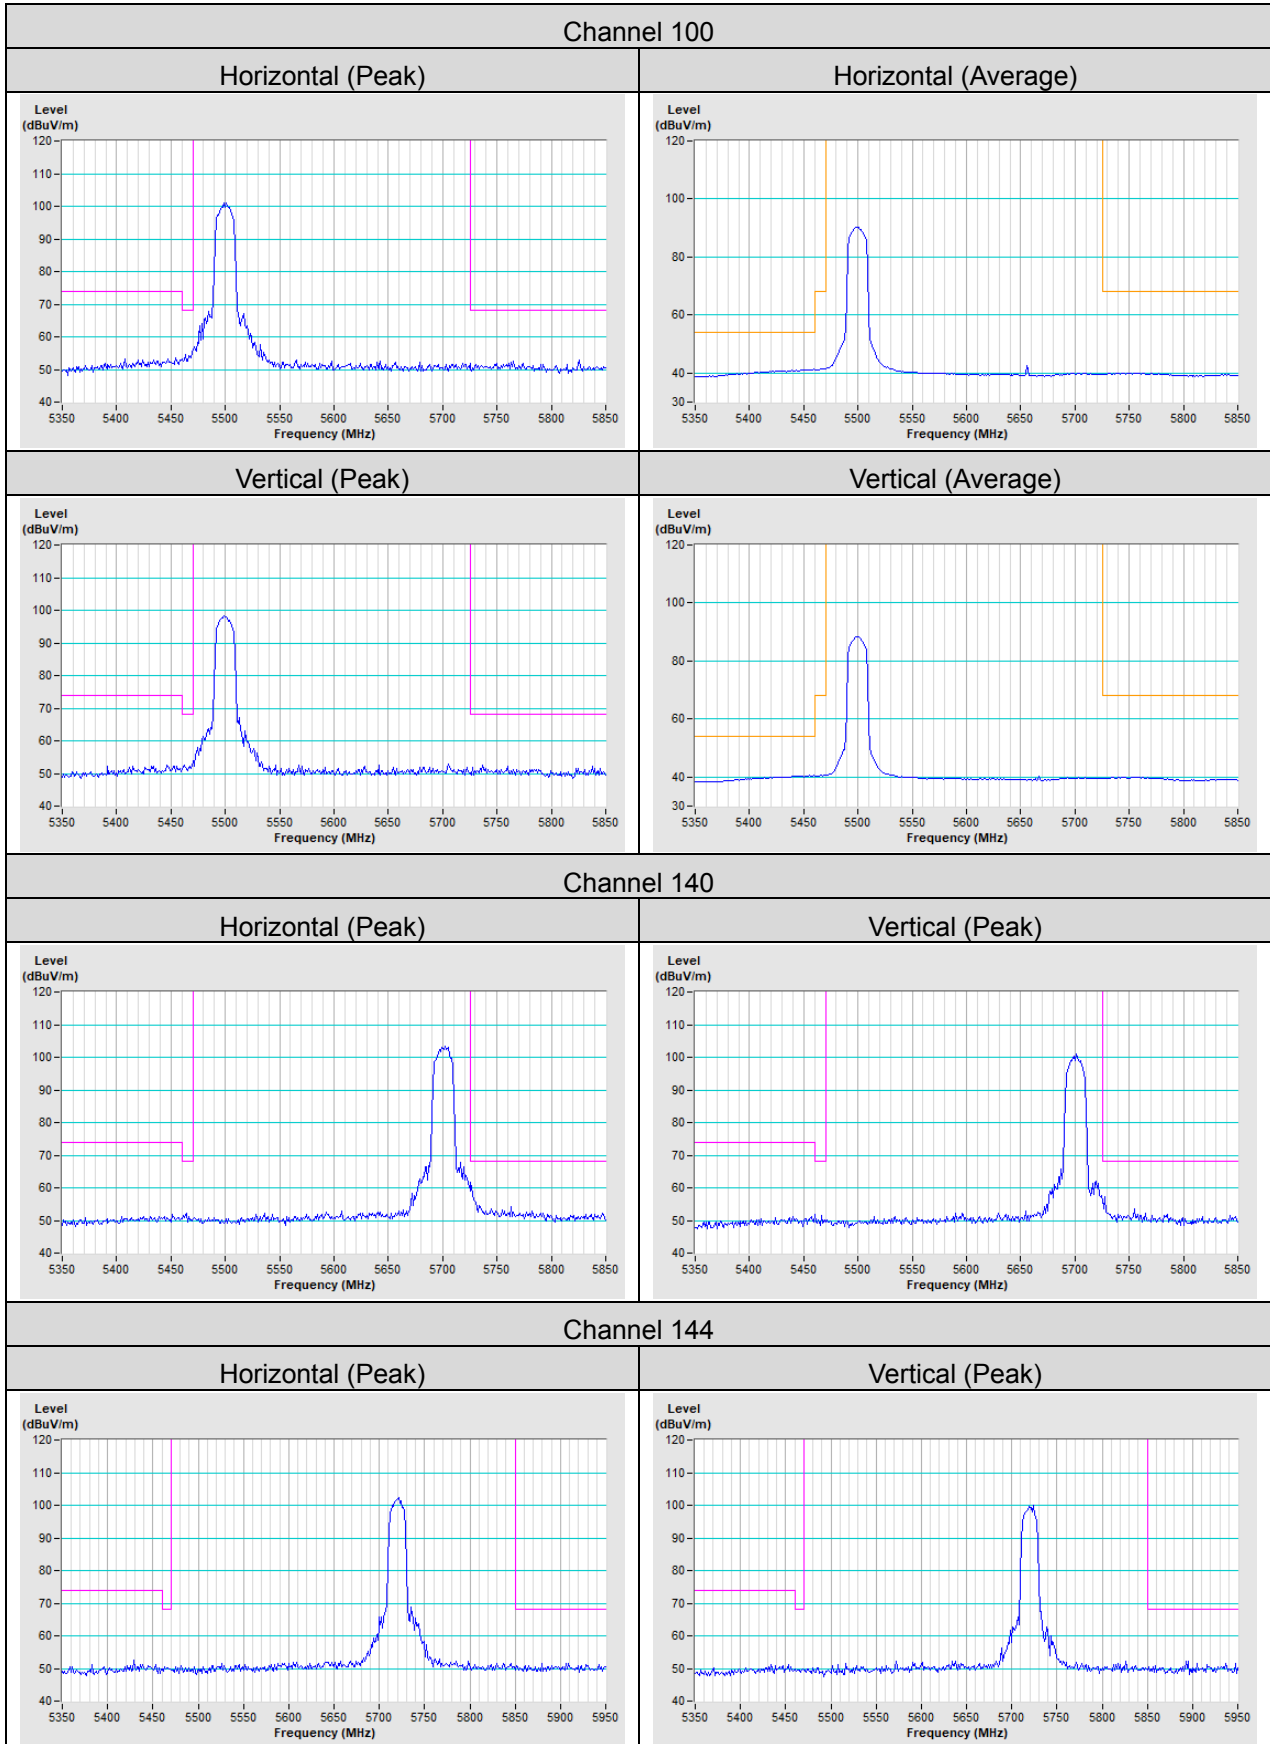 Channel 100
Horizontal (Peak)
Horizontal (Average)
Level
(dBuV/m)
120
110
100
90
80
70
60
50
40
5350 5400 5450 5500 5550 5600 5650 5700 5750 5800 5850
Frequency (MHz)
Level
(dBuV/m)
120
100
80
60
40
30
5350 5400 5450 5500 5550 5600 5650 5700 5750 5800 5850
Frequency (MHz)
Vertical (Peak)
Vertical (Average)
Level
(dBuV/m)
120
110
100
90
80
70
60
50
40
5350 5400 5450 5500 5550 5600 5650 5700 5750 5800 5850
Frequency (MHz)
Level
(dBuV/m)
120
100
80
60
40
30
5350 5400 5450 5500 5550 5600 5650 5700 5750 5800 5850
Frequency (MHz)
Channel 140
Horizontal (Peak)
Vertical (Peak)
Level
(dBuV/m)
120
110
100
90
80
70
60
50
40
5350 5400 5450 5500 5550 5600 5650 5700 5750 5800 5850
Frequency (MHz)
Level
(dBuV/m)
120
110
100
90
80
70
60
50
40
5350 5400 5450 5500 5550 5600 5650 5700 5750 5800 5850
Frequency (MHz)
Channel 144
Horizontal (Peak)
Vertical (Peak)
Level
(dBuV/m)
120
110
100
90
80
70
60
50
40
5350 5400 5450 5500 5550 5600 5650 5700 5750 5800 5850 5900 5950
Frequency (MHz)
Level
(dBuV/m)
120
110
100
90
80
70
60
50
40
5350 5400 5450 5500 5550 5600 5650 5700 5750 5800 5850 5900 5950
Frequency (MHz)